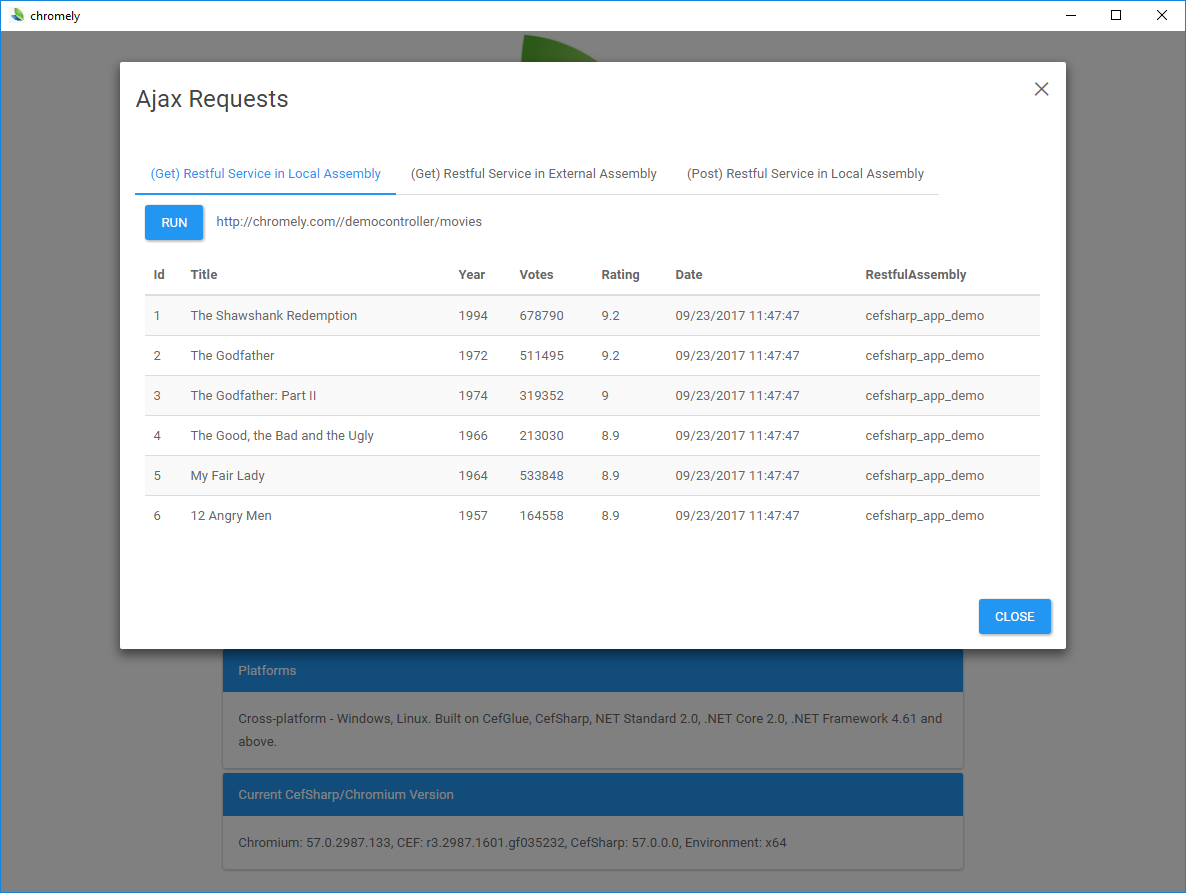 chromely
Ajax Requests
(Get) Restful Service in Local Assembly (Get) Restful Service in External Assembly (Post) Restful Service in Local Assembly
RUN http://chromely.com//democontroller/movies
Id Title Year Votes Rating Date RestfulAssembly
1 The Shawshank Redemption 1994 678790 9.2 09/23/2017 11:47:47 cefsharp_app_demo
2 The Godfather 1972 511495 9.2 09/23/2017 11:47:47 cefsharp_app_demo
3 The Godfather: Part II 1974 319352 9 09/23/2017 11:47:47 cefsharp_app_demo
4 The Good, the Bad and the Ugly 1966 213030 8.9 09/23/2017 11:47:47 cefsharp_app_demo
5 My Fair Lady 1964 533848 8.9 09/23/2017 11:47:47 cefsharp_app_demo
6 12 Angry Men 1957 164558 8.9 09/23/2017 11:47:47 cefsharp_app_demo
CLOSE
Platforms
Cross-platform - Windows, Linux. Built on CefGlue, CefSharp, NET Standard 2.0, .NET Core 2.0, .NET Framework 4.61 and
above.
Current CefSharp/Chromium Version
Chromium: 57.0.2987.133, CEF: r3.2987.1601.gf035232, CefSharp: 57.0.0.0, Environment: x64